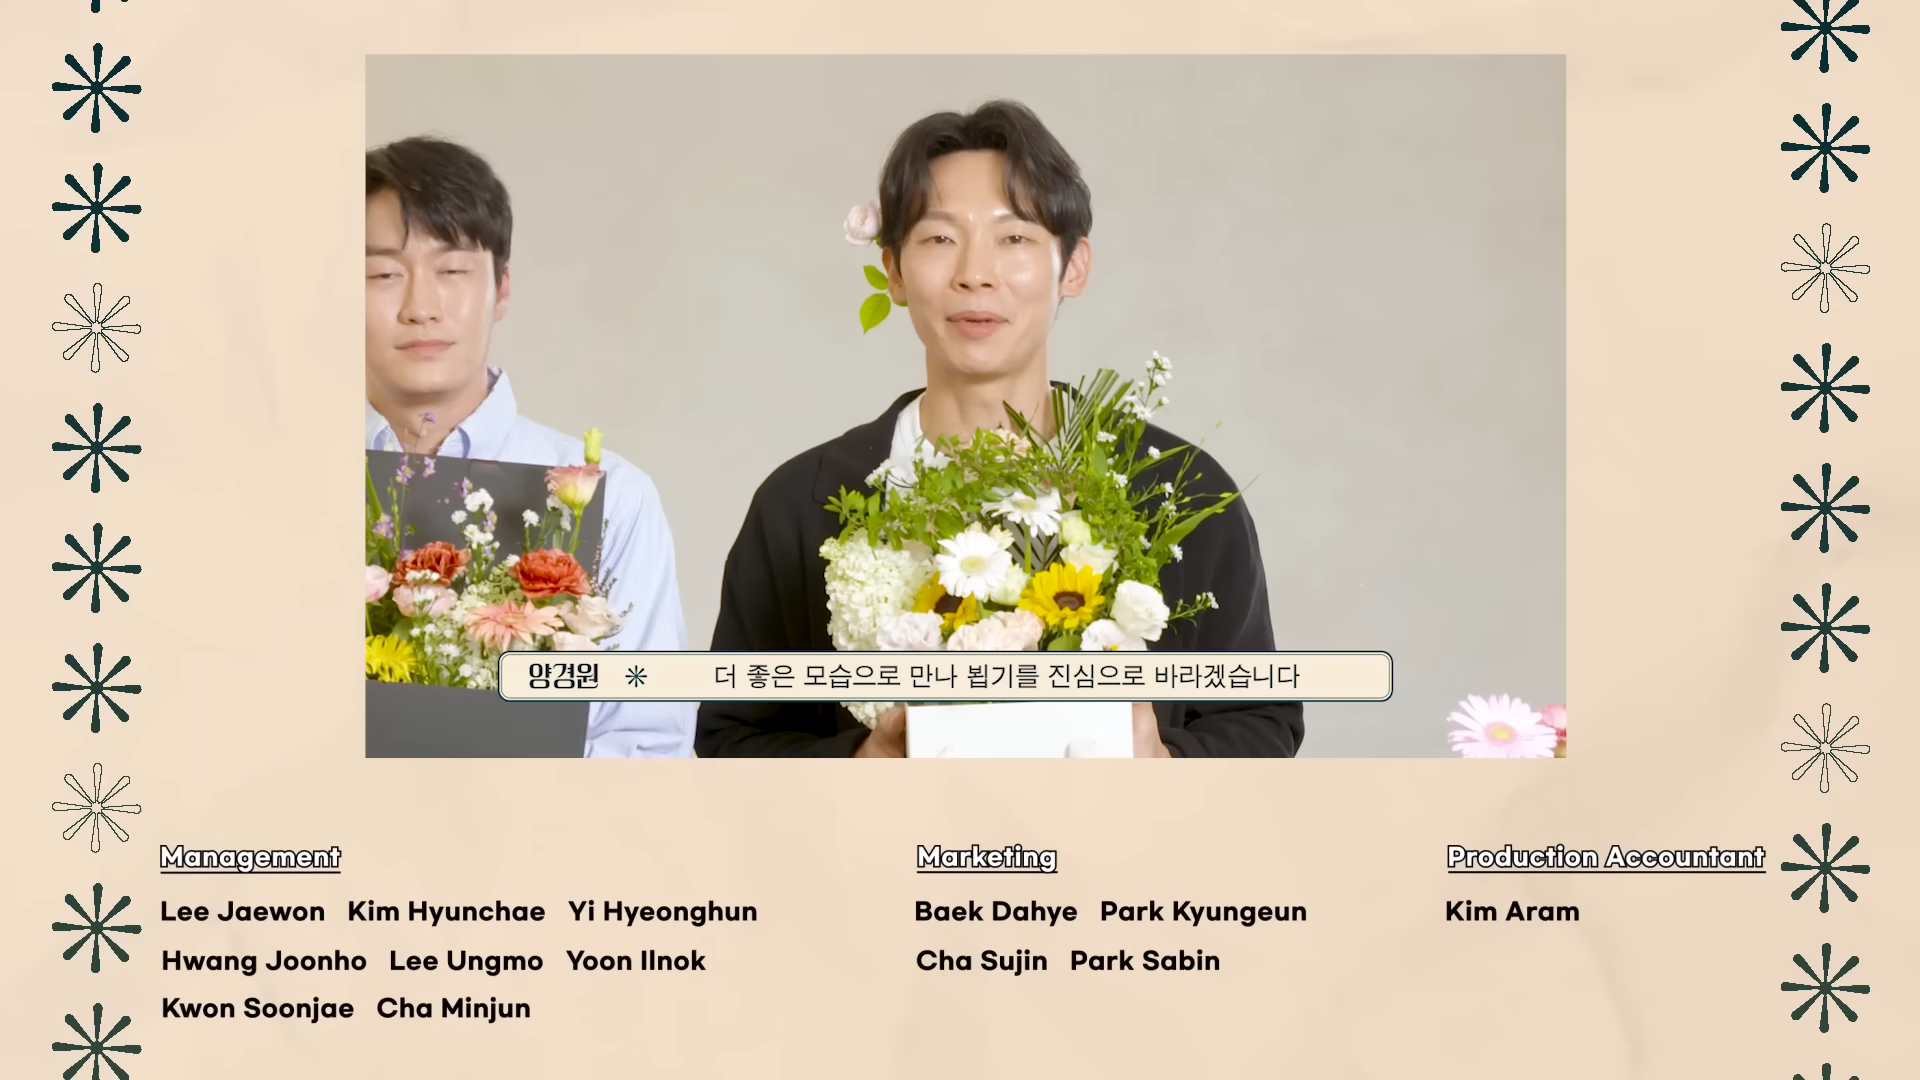 양경원 더 좋은 모습으로 만나 뵙기를 진심으로 바라겠습니다
Management
Lee Jaewon Kim Hyunchae Yi Hyeonghun
Hwang Joonho Lee Ungmo Yoon Ilnok
Kwon Soonjae Cha Minjun
Marketing
Baek Dahye Park Kyungeun
Cha Sujin Park Sabin
Production Accountant
Kim Aram